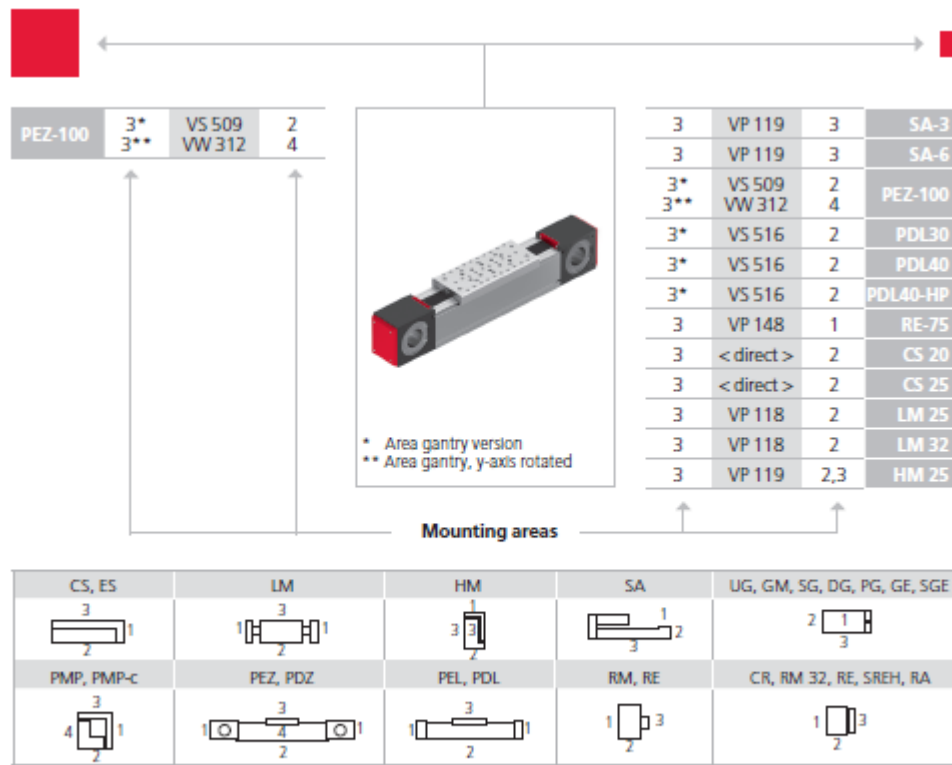 PEZ-100 3* VS 509 2
3** VW 312 4
3 VP 119 3 SA-3
3 VP 119 3 SA-6
3* VS 509 2 PEZ-100
3** VW 312 4
3* VS 516 2 PDL30
3* VS 516 2 PDL40
3* VS 516 2 PDL40-HP
3 VP 148 1 RE-75
3 < direct > 2 CS 20
3 < direct > 2 CS 25
3 VP 118 2 LM 25
3 VP 118 2 LM 32
3 VP 119 2,3 HM 25
* Area gantry version
** Area gantry, y-axis rotated
Mounting areas
CS, ES LM HM SA UG, GM, SG, DG, PG, GE, SGE
3 3 1 1
1 1 1 3 3 2 2 1
2 2 2 3 3
PMP, PMP-c PEZ, PDZ PEL, PDL RM, RE CR, RM 32, RE, SREH, RA
3 3 3
4 1 1 4 1 1 1 1 3 1 3
2 2 2 2 2